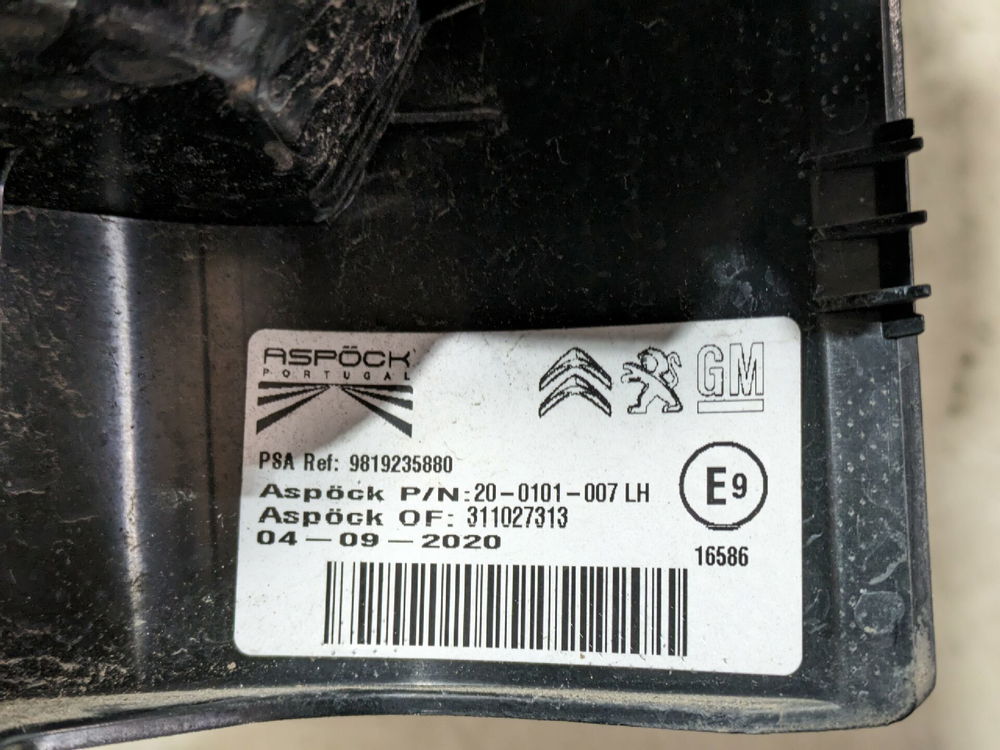 ASPÖCK
PORTUGAL
GM
PSA Ref: 9819235880
Aspöck P/N:20-0101-007 LH
Aspöck OF: 311027313
04-09-2020
E9
16586